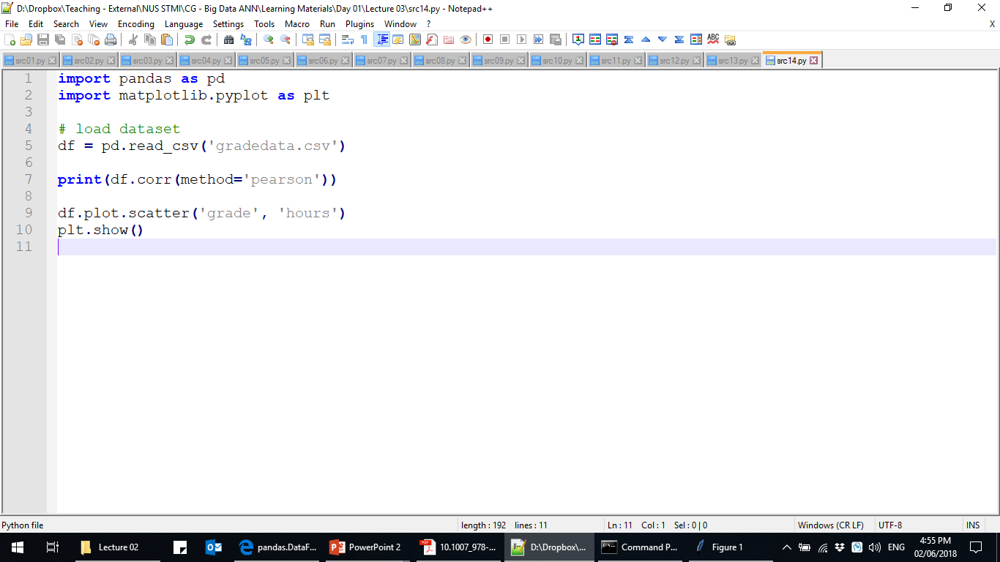 D:\Dropbox\Teaching - External\NUS STMI\CG - Big Data ANN\Learning Materials\Day 01\Lecture 03\src14.py - Notepad++
File Edit Search View Encoding Language Settings Tools Macro Run Plugins Window ? X
src01.py src02.py src03.py src04.py src05.py src06.py src07.py src08.py src09.py src10.py src11.py src12.py src13.py src14.py
1 import pandas as pd
2 import matplotlib.pyplot as plt
3
4 # load dataset
5 df = pd.read_csv('gradedata.csv')
6
7 print(df.corr(method='pearson'))
8
9 df.plot.scatter('grade', 'hours')
10 plt.show()
11
Python file length : 192 lines : 11 Ln : 11 Col : 1 Sel : 0 | 0 Windows (CR LF) UTF-8 INS
Lecture 02 pandas.DataF... PowerPoint 2 10.1007_978-... D:\Dropbox\... Command P... Figure 1 ENG 4:55 PM
02/06/2018